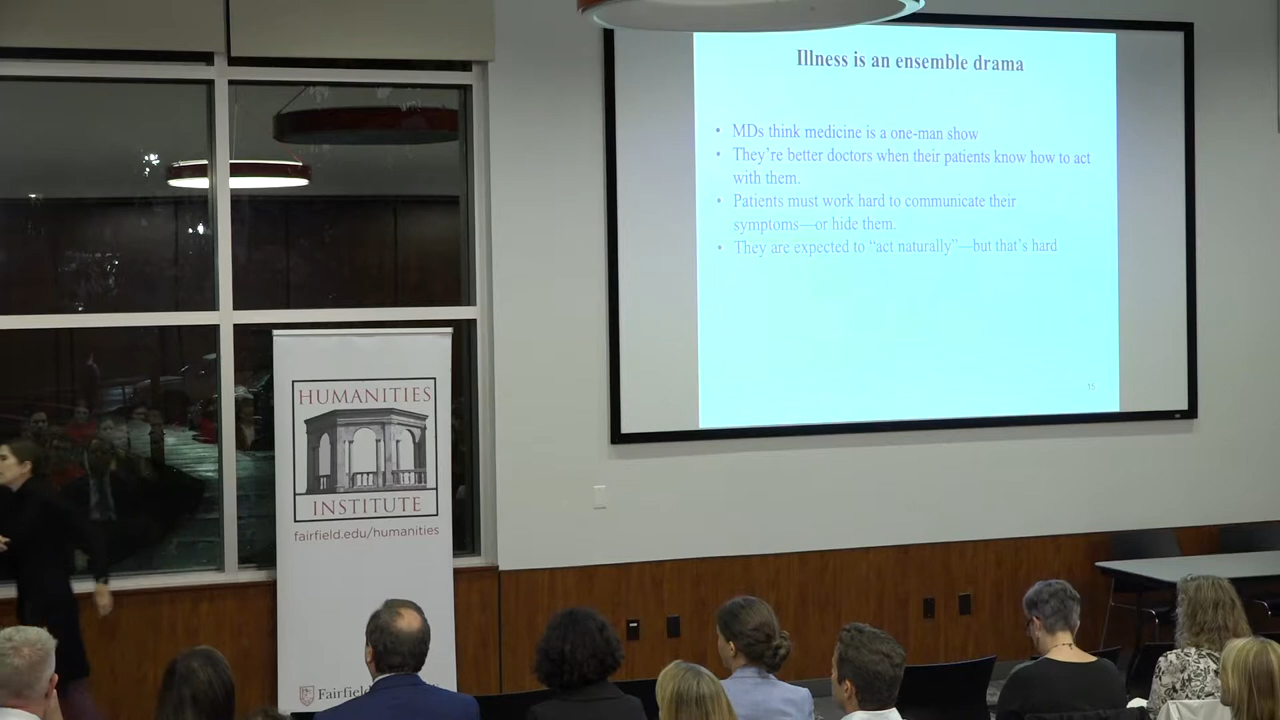 Illness is an ensemble drama
• MDs think medicine is a one-man show
• They’re better doctors when their patients know how to act
with them.
• Patients must work hard to communicate their
symptoms—or hide them.
• They are expected to “act naturally”—but that’s hard
15
HUMANITIES
INSTITUTE
fairfield.edu/humanities
Fairfield